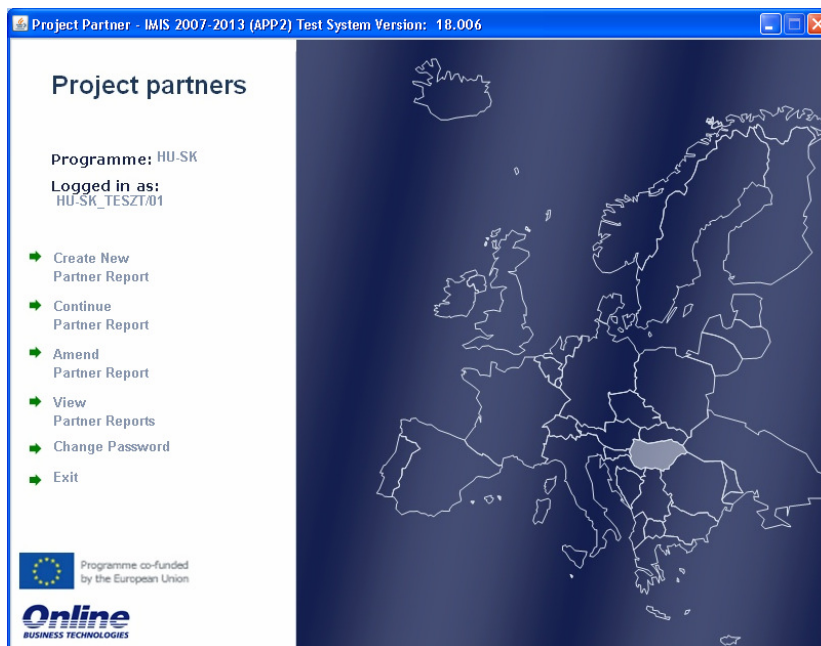 Project Partner - IMIS 2007-2013 (APP2) Test System Version: 18.006
Project partners
Programme: HU-SK
Logged in as:
HU-SK_TESZT/01
Create New
Partner Report
Continue
Partner Report
Amend
Partner Report
View
Partner Reports
Change Password
Exit
Programme co-funded
by the European Union
Online
BUSINESS TECHNOLOGIES